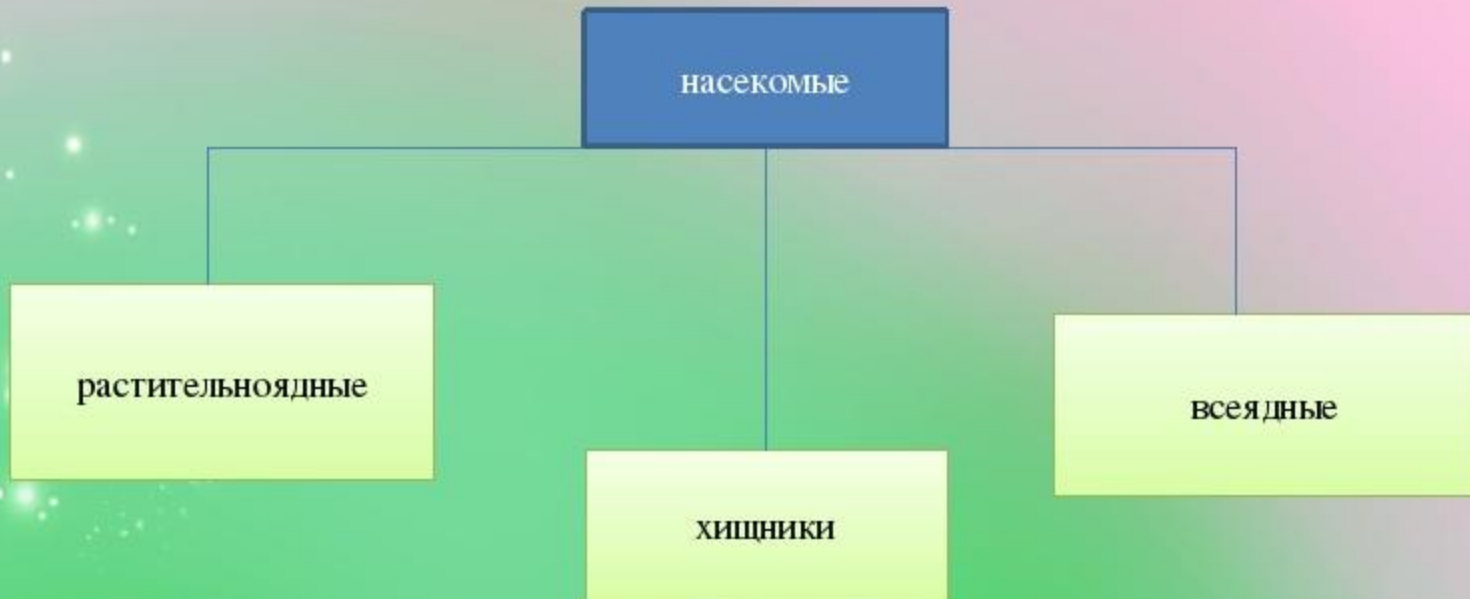 насекомые
растительноядные
всеядные
хищники